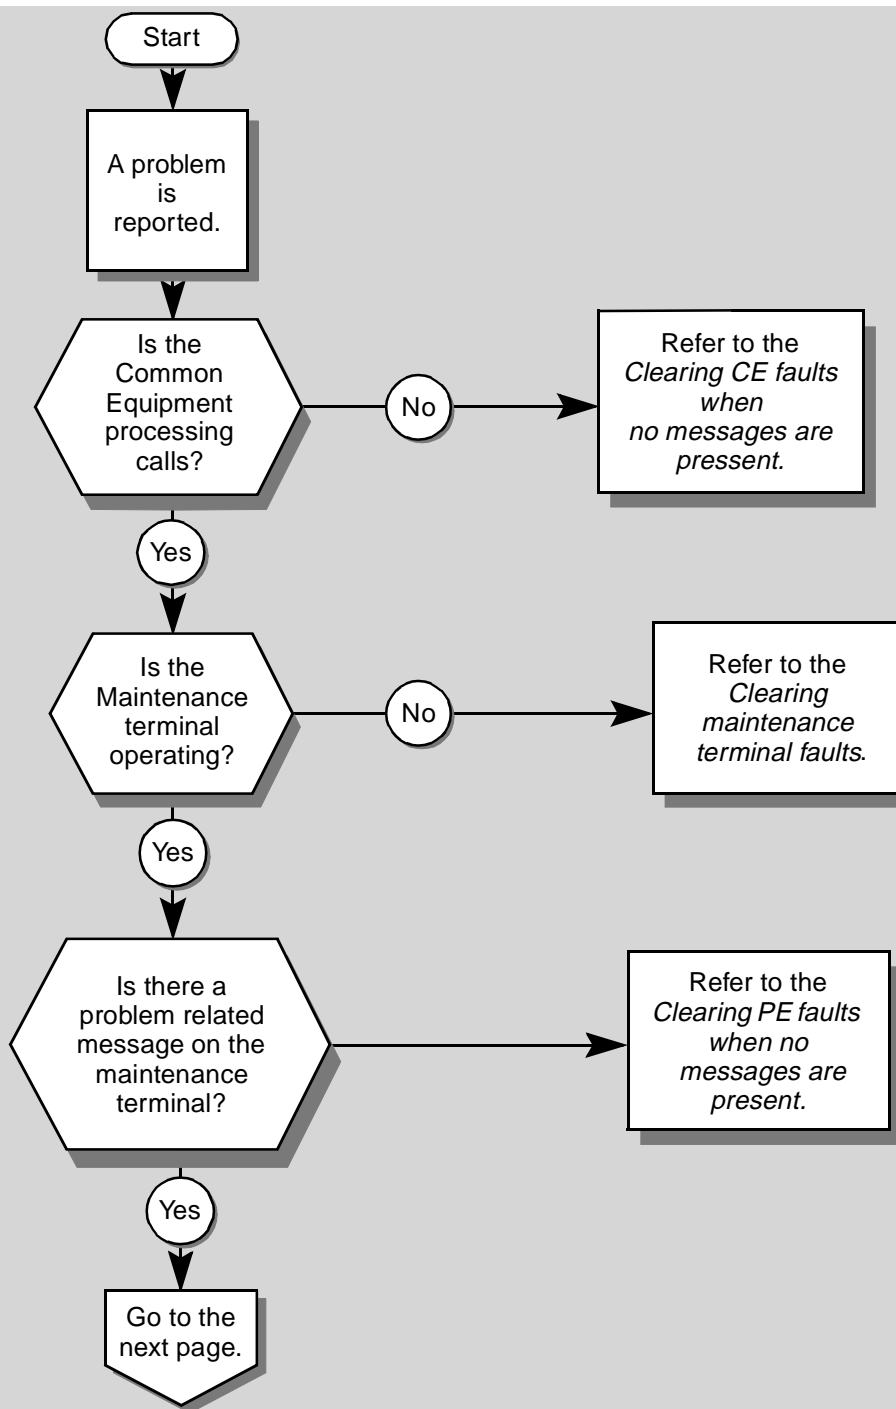 Start
A problem
is
reported.
Is the
Common
Equipment
processing
calls?
No
Refer to the
Clearing CE faults
when
no messages are
pressent.
Yes
Is the
Maintenance
terminal
operating?
No
Refer to the
Clearing
maintenance
terminal faults.
Yes
Is there a
problem related
message on the
maintenance
terminal?
Refer to the
Clearing PE faults
when no
messages are
present.
Yes
Go to the
next page.